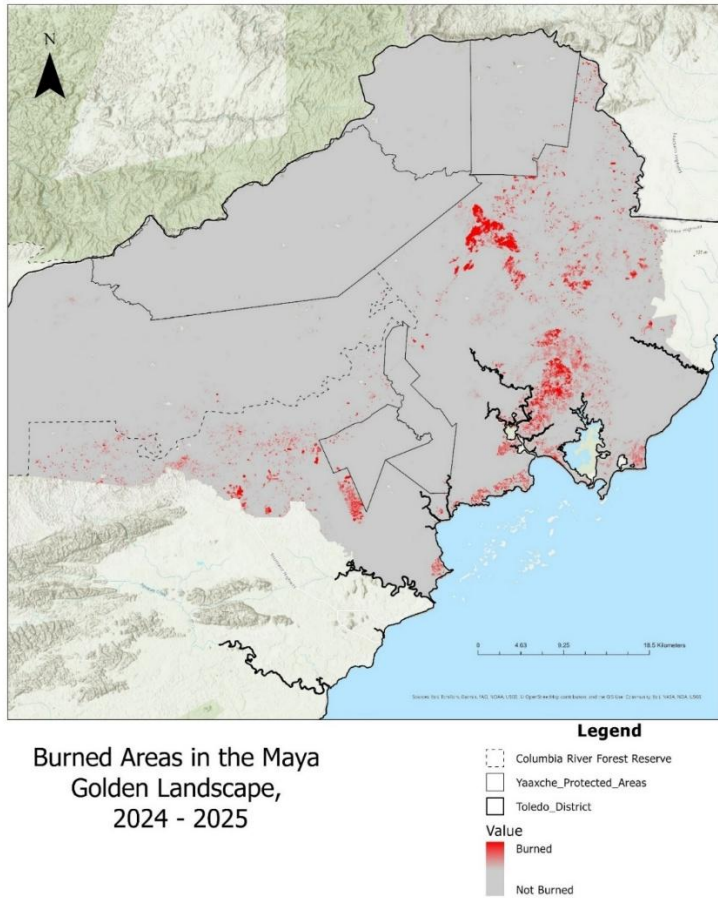 N
0 4.63 9.25 18.5 Kilometers
Burned Areas in the Maya
Golden Landscape,
2024 - 2025
Legend
Columbia River Forest Reserve
Yaaxche_Protected_Areas
Toledo_District
Value
Burned
Not Burned